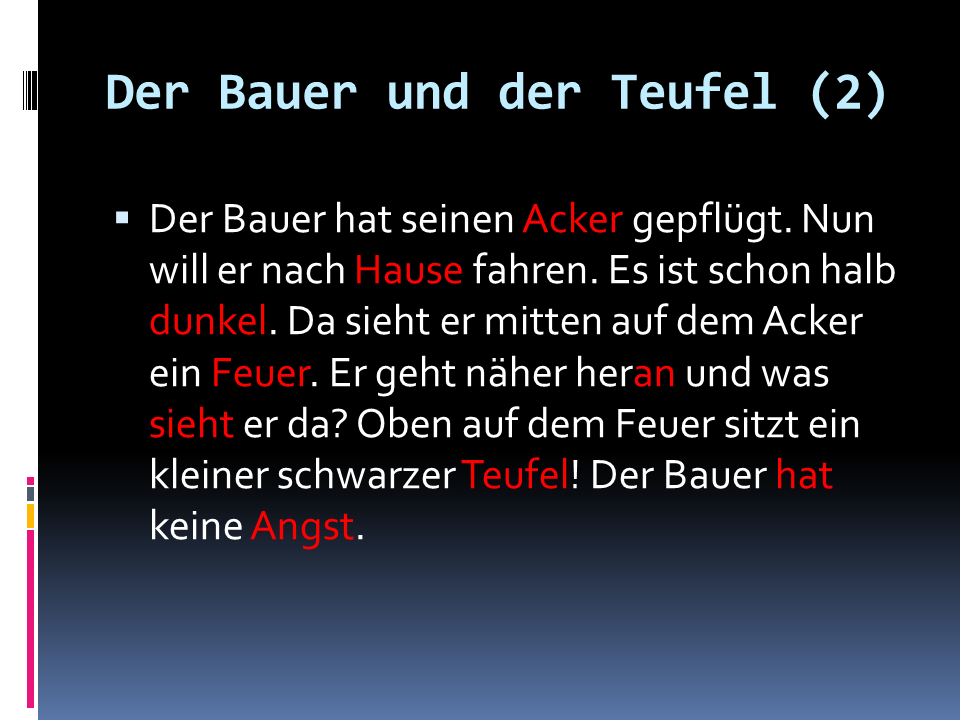 Der Bauer und der Teufel (2)
▪ Der Bauer hat seinen Acker gepflügt. Nun
will er nach Hause fahren. Es ist schon halb
dunkel. Da sieht er mitten auf dem Acker
ein Feuer. Er geht näher heran und was
sieht er da? Oben auf dem Feuer sitzt ein
kleiner schwarzer Teufel! Der Bauer hat
keine Angst.